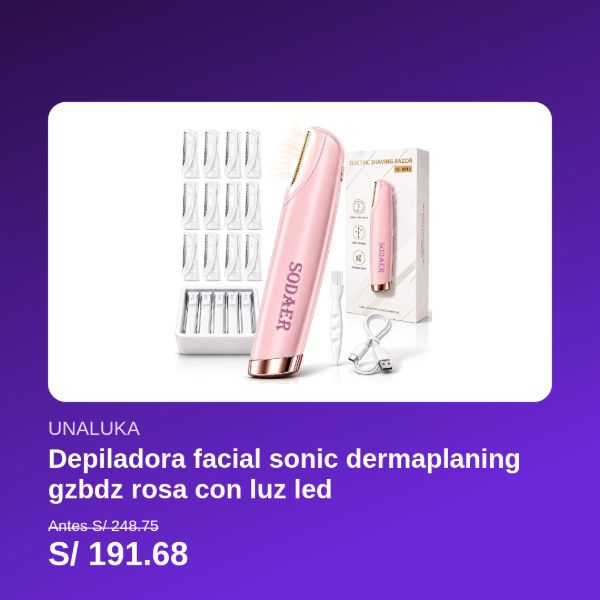 ELECTRIC SHAVING RAZOR
SODAER
SODAER
UNALUKA
Depiladora facial sonic dermaplaning
gzbdz rosa con luz led
Antes S/ 248.75
S/ 191.68